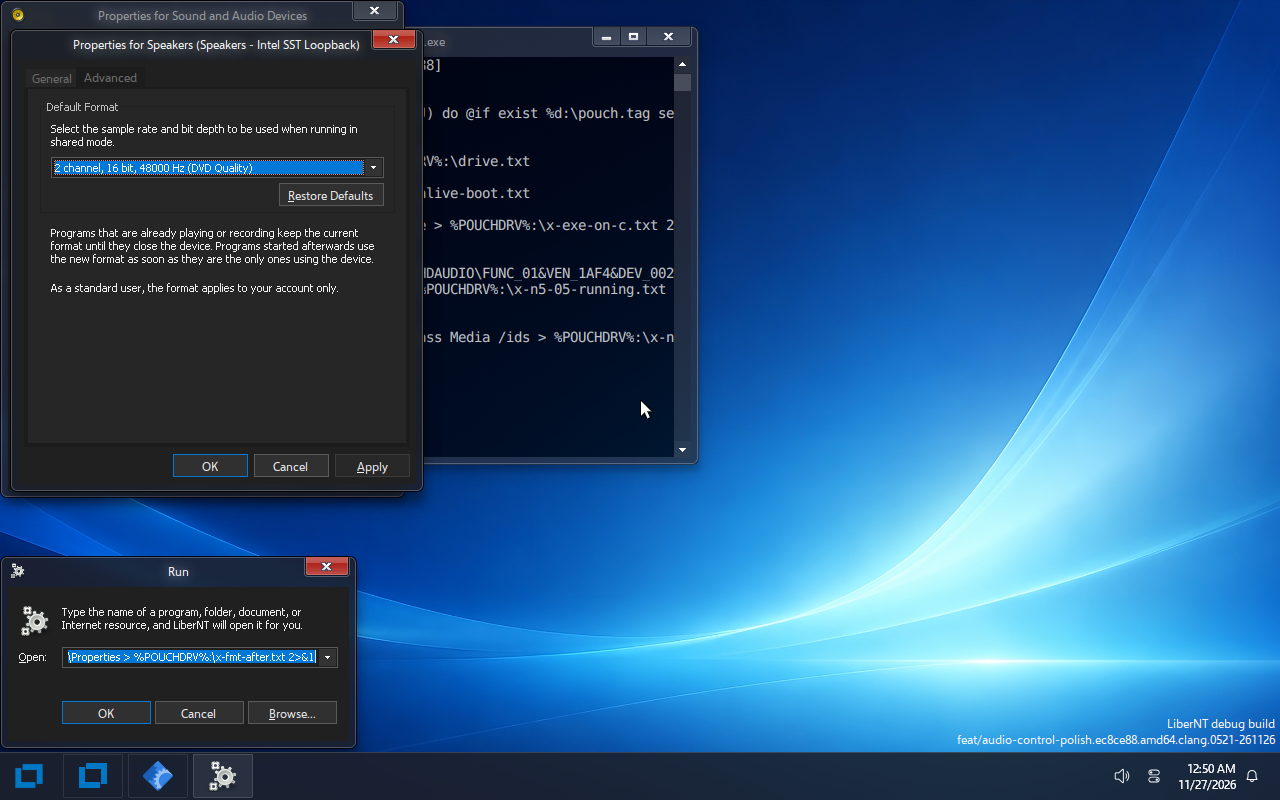 Properties for Sound and Audio Devices
Properties for Speakers (Speakers - Intel SST Loopback)
General
Advanced
Default Format
Select the sample rate and bit depth to be used when running in
shared mode.
2 channel, 16 bit, 48000 Hz (DVD Quality)
Restore Defaults
Programs that are already playing or recording keep the current
format until they close the device. Programs started afterwards use
the new format as soon as they are the only ones using the device.
As a standard user, the format applies to your account only.
OK
Cancel
Apply
.exe
88]
) do @if exist %d:\pouch.tag se
V%:\drive.txt
live-boot.txt
> %POUCHDRV%:\x-exe-on-c.txt 2
HDAUDIO\FUNC_01&VEN_1AF4&DEV_002
%POUCHDRV%:\x-n5-05-running.txt
ass Media /ids > %POUCHDRV%:\x-n
Run
Type the name of a program, folder, document, or
Internet resource, and LiberNT will open it for you.
Open:
\Properties > %POUCHDRV%:\x-fmt-after.txt 2>&1
OK
Cancel
Browse...
LiberNT debug build
feat/audio-control-polish.ec8ce88.amd64.clang.0521-261126
12:50 AM
11/27/2026